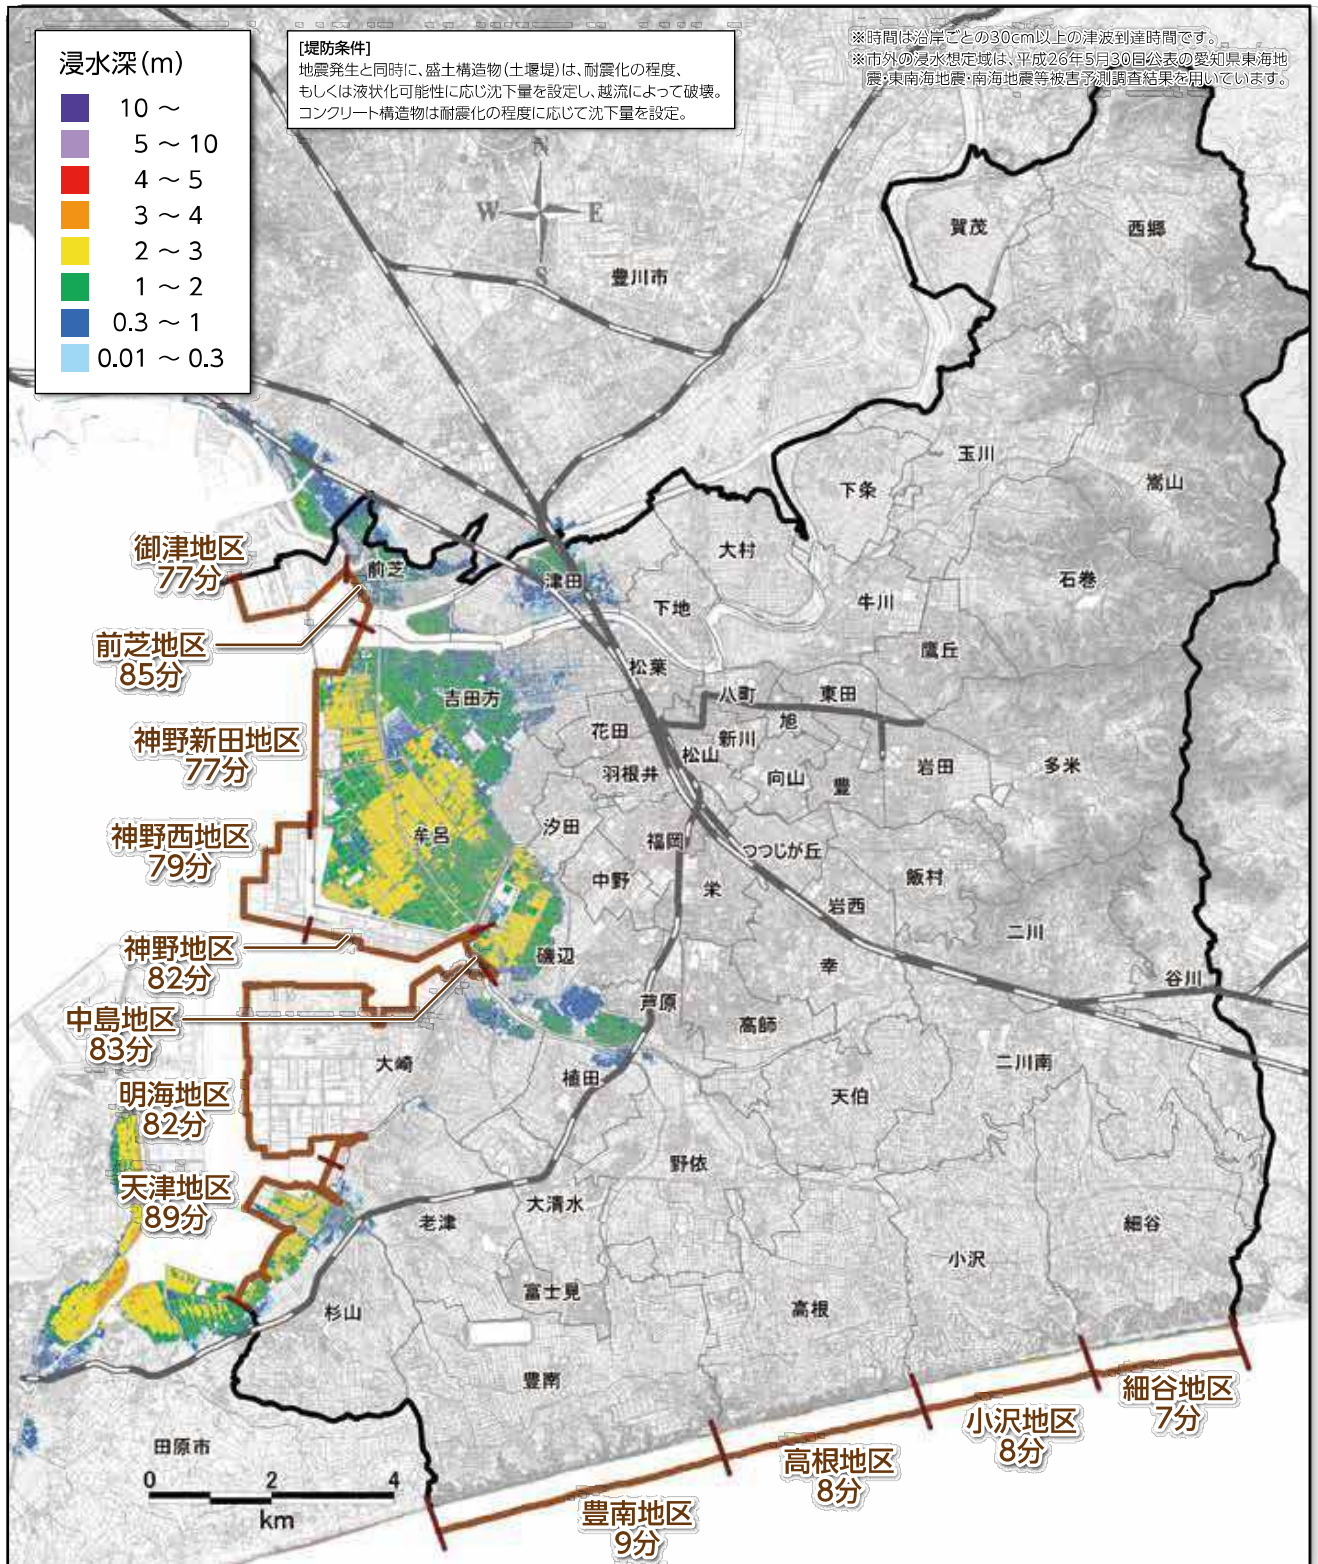 浸水深(m)
10 ～
5 ～ 10
4 ～ 5
3 ～ 4
2 ～ 3
1 ～ 2
0.3 ～ 1
0.01 ～ 0.3
[堤防条件]
地震発生と同時に、盛土構造物(土堰堤)は、耐震化の程度、
もしくは液状化可能性に応じ沈下量を設定し、越流によって破壊。
コンクリート構造物は耐震化の程度に応じて沈下量を設定。
※時間は沿岸ごとの30cm以上の津波到達時間です。
※市外の浸水想定域は、平成26年5月30日公表の愛知県東海地
震・東南海地震・南海地震等被害予測調査結果を用いています。
N
W
E
S
豊川市
賀茂
西郷
玉川
嵩山
下条
大村
石巻
牛川
下地
津田
前芝
鷹丘
御津地区
77分
前芝地区
85分
松葉
八町
東田
旭
吉田方
花田
新川
松山
神野新田地区
77分
羽根井
向山
豊
岩田
多米
神野西地区
79分
牟呂
汐田
福岡
つつじが丘
中野
栄
飯村
岩西
二川
神野地区
82分
磯辺
幸
谷川
中島地区
83分
芦原
高師
大崎
植田
二川南
天伯
明海地区
82分
野依
天津地区
89分
老津
大清水
細谷
小沢
杉山
富士見
高根
豊南
細谷地区
7分
小沢地区
8分
高根地区
8分
豊南地区
9分
田原市
0 2 4
km